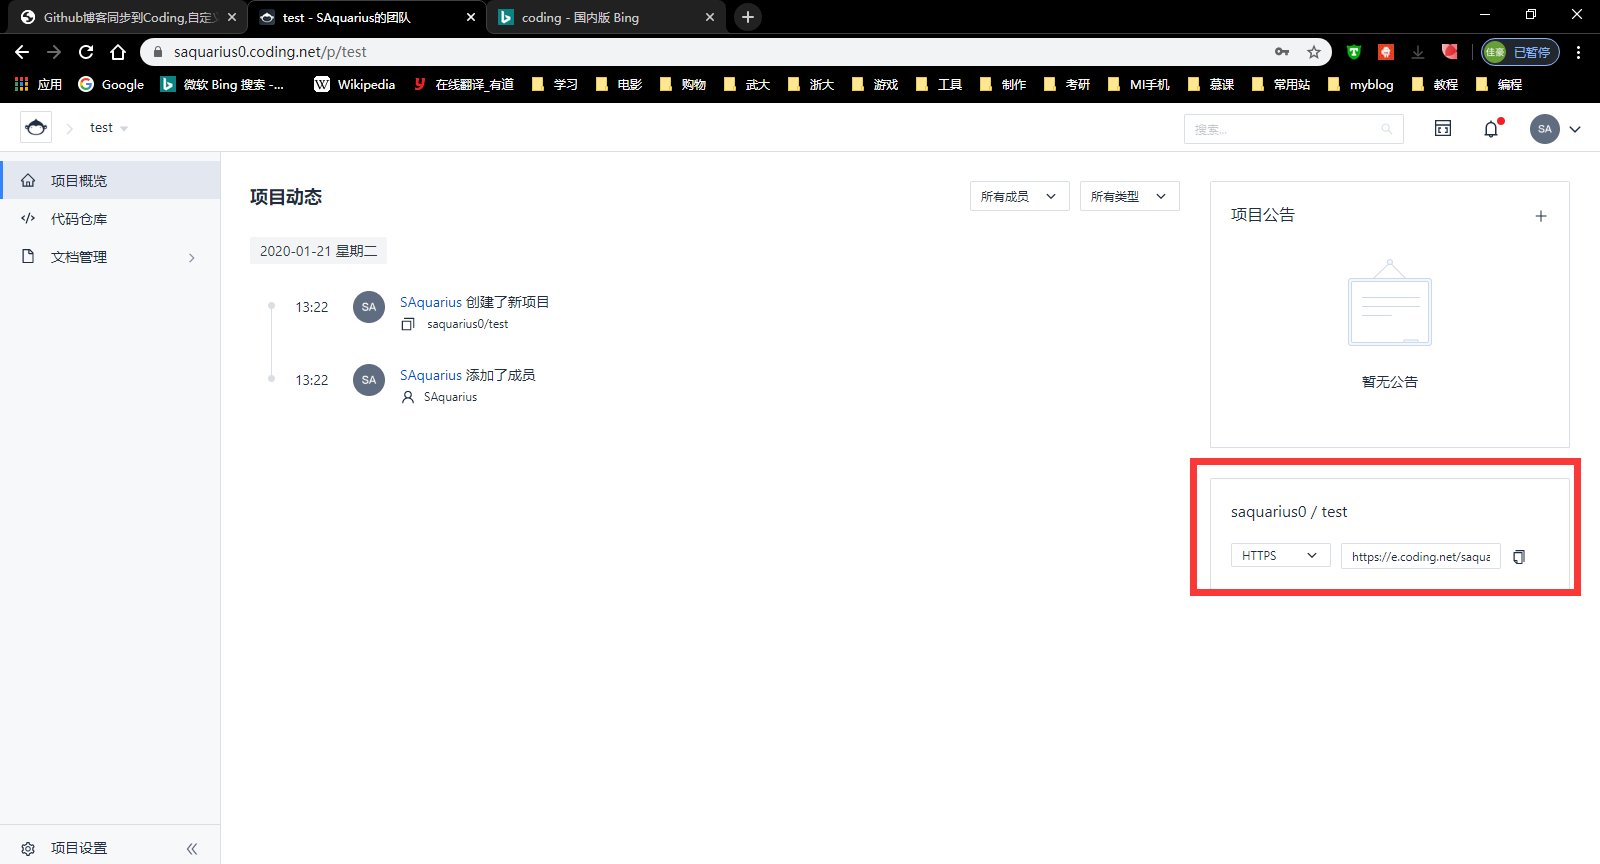 Github博客同步到Coding,自定
test - SAquarius的团队
coding - 国内版 Bing
saquarius0.coding.net/p/test
佳豪 已暂停
应用 Google 微软 Bing 搜索 -... Wikipedia 在线翻译_有道 学习 电影 购物 武大 浙大 游戏 工具 制作 考研 MI手机 慕课 常用站 myblog 教程 编程
test
搜索...
SA
项目概览
代码仓库
文档管理
项目设置
项目动态
所有成员
所有类型
2020-01-21 星期二
13:22 SA SAquarius 创建了新项目
saquarius0/test
13:22 SA SAquarius 添加了成员
SAquarius
项目公告
暂无公告
saquarius0 / test
HTTPS https://e.coding.net/saqua